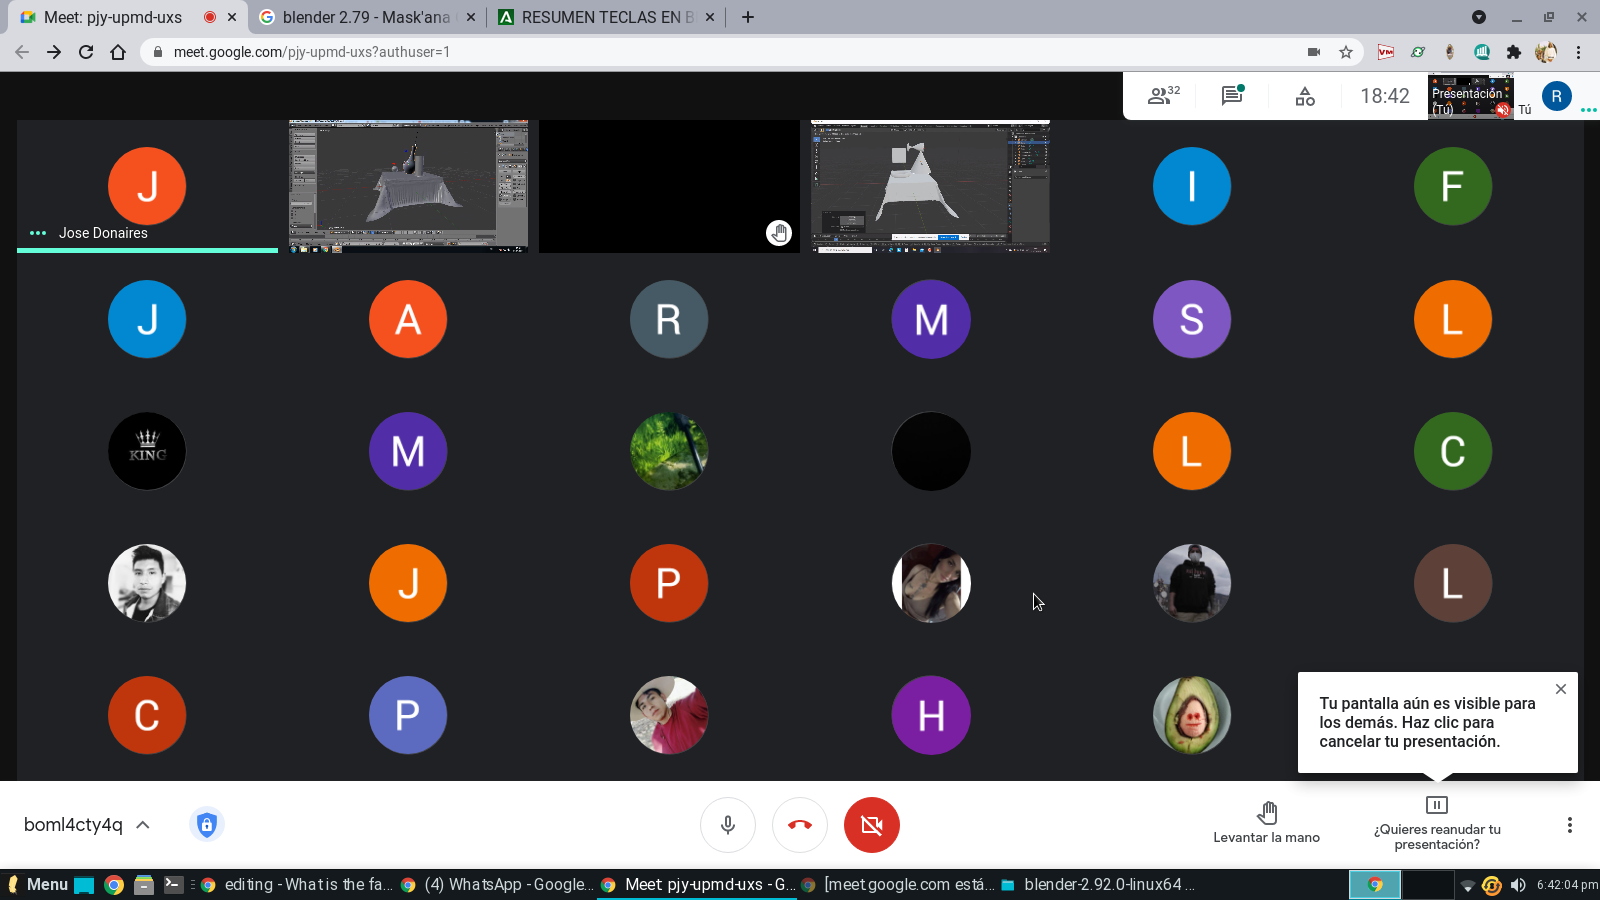 Meet: pjy-upmd-uxs
blender 2.79 - Mask'ana
RESUMEN TECLAS EN B
meet.google.com/pjy-upmd-uxs?authuser=1
VM
32
18:42
Presentación
(Tú)
Tú
R
J
Jose Donaires
I
F
J
A
R
M
S
L
KING
M
L
C
J
P
L
C
P
H
Tu pantalla aún es visible para
los demás. Haz clic para
cancelar tu presentación.
boml4cty4q
Levantar la mano
¿Quieres reanudar tu
presentación?
Menu
editing - What is the fa...
(4) WhatsApp - Google...
Meet pjy-upmd-uxs - G...
[meet.google.com está...
blender-2.92.0-linux64 ...
6:42:04 pm